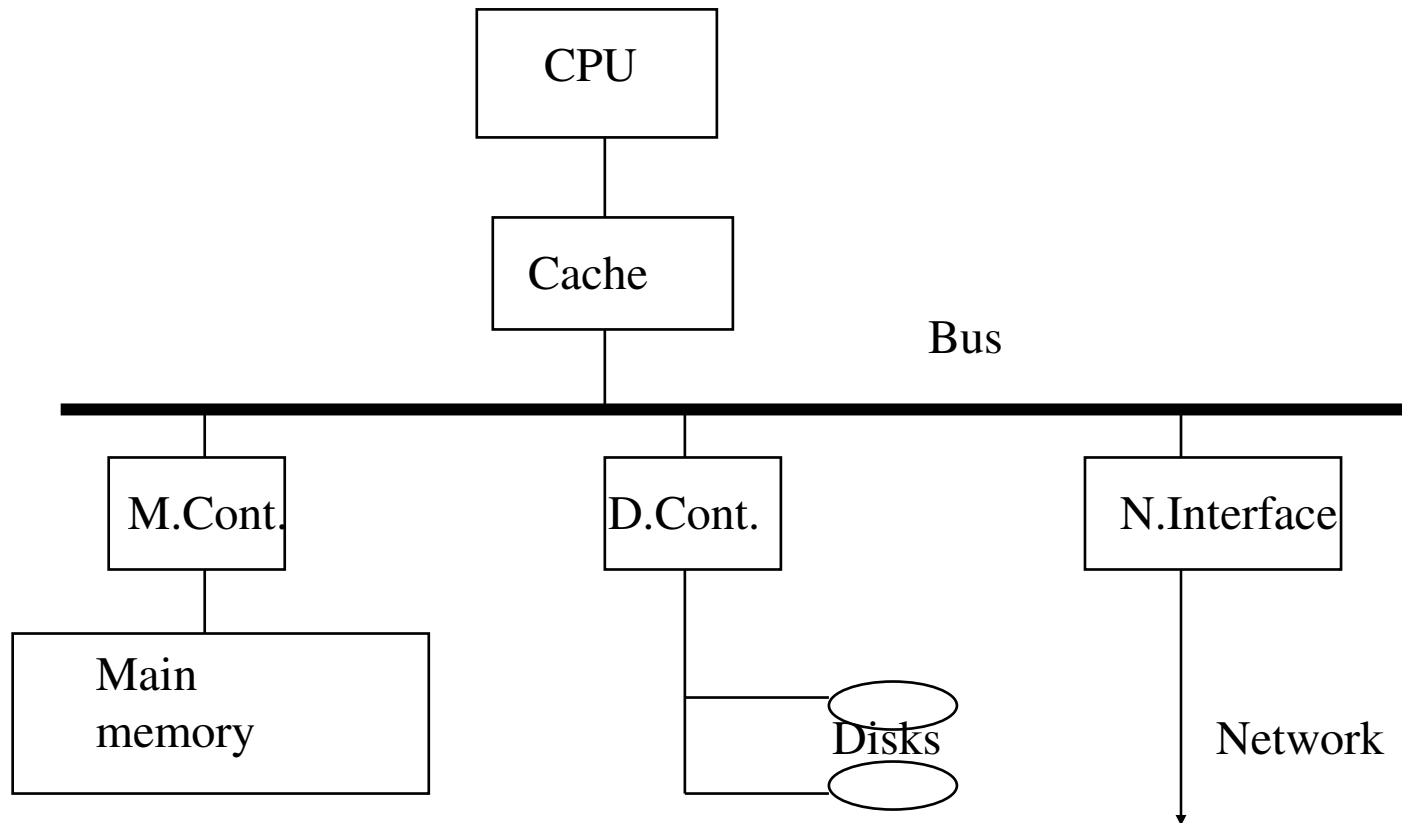 CPU
Cache
Bus
M.Cont.
D.Cont.
N.Interface
Main
memory
Disks
Network